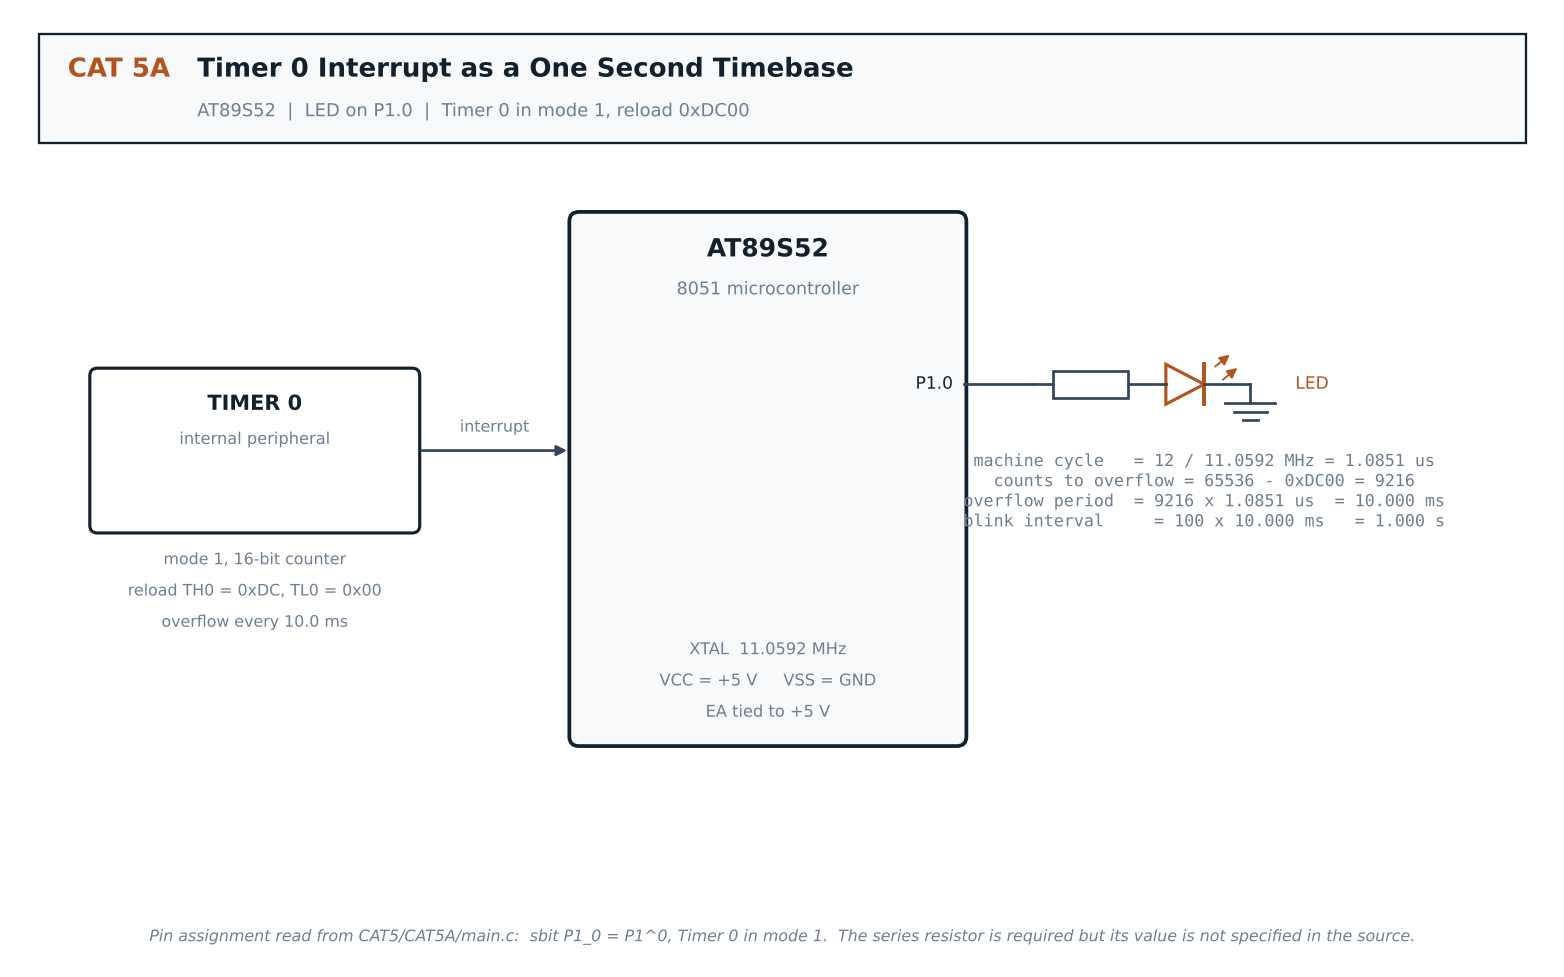 CAT 5A Timer 0 Interrupt as a One Second Timebase
AT89S52 | LED on P1.0 | Timer 0 in mode 1, reload 0xDC00
AT89S52
8051 microcontroller
TIMER 0
internal peripheral
interrupt
P1.0
LED
machine cycle = 12 / 11.0592 MHz = 1.0851 us
counts to overflow = 65536 - 0xDC00 = 9216
overflow period = 9216 x 1.0851 us = 10.000 ms
blink interval = 100 x 10.000 ms = 1.000 s
mode 1, 16-bit counter
reload TH0 = 0xDC, TL0 = 0x00
overflow every 10.0 ms
XTAL 11.0592 MHz
VCC = +5 V VSS = GND
EA tied to +5 V
Pin assignment read from CAT5/CAT5A/main.c: sbit P1_0 = P1^0, Timer 0 in mode 1. The series resistor is required but its value is not specified in the source.